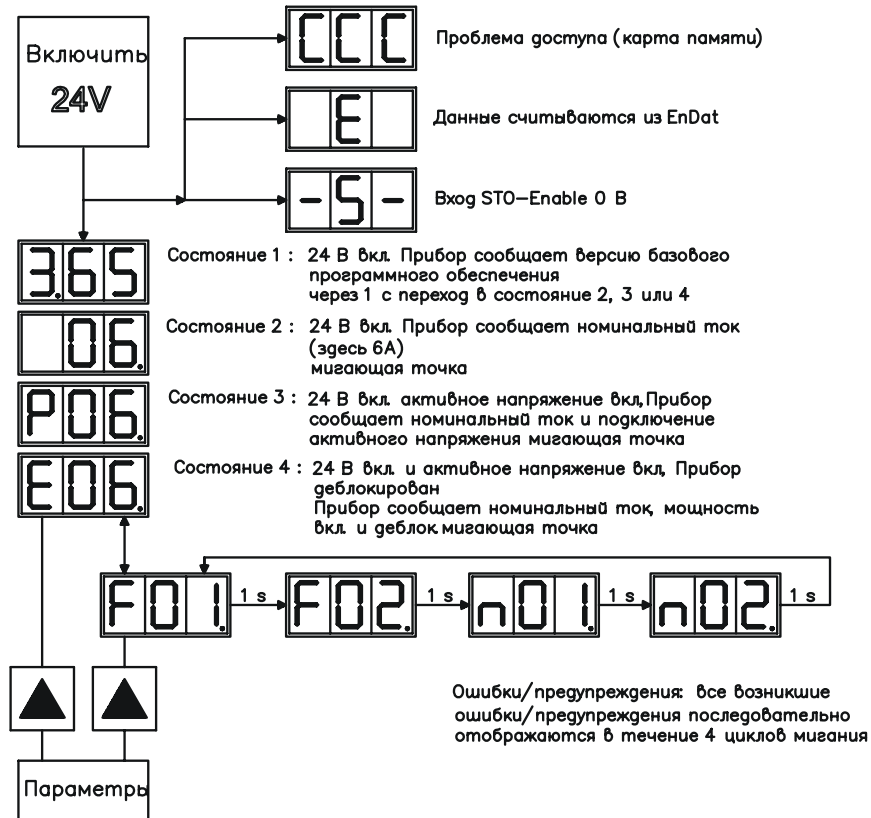 Включить
24V
CCC
Проблема доступа (карта памяти)
E
Данные считываются из EnDat
-S-
Вход STO-Enable 0 В
3.65
Состояние 1 : 24 В вкл. Прибор сообщает версию базового
программного обеспечения
через 1 с переход в состояние 2, 3 или 4
06.
Состояние 2 : 24 В вкл. Прибор сообщает номинальный ток
(здесь 6А)
мигающая точка
P06.
Состояние 3 : 24 В вкл. активное напряжение вкл, Прибор
сообщает номинальный ток и подключение
активного напряжения мигающая точка
E06.
Состояние 4 : 24 В вкл. и активное напряжение вкл, Прибор
деблокирован
Прибор сообщает номинальный ток, мощность
вкл. и деблок. мигающая точка
F01. 1 s F02. 1 s n01. 1 s n02. 1 s
Ошибки/предупреждения: все возникшие
ошибки/предупреждения последовательно
отображаются в течение 4 циклов мигания
Параметры